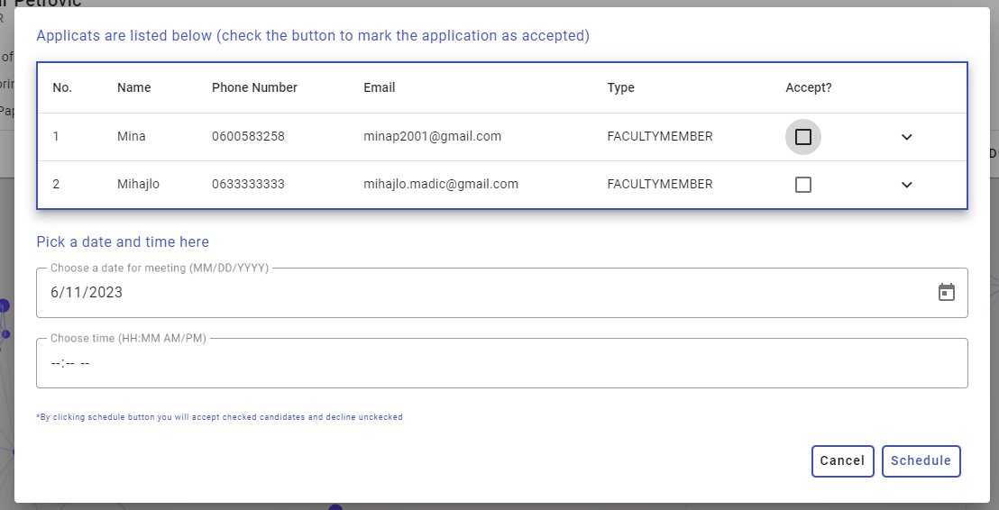 Petrovic
R
of
Applicats are listed below (check the button to mark the application as accepted)
No. Name Phone Number Email Type Accept?
1 Mina 0600583258 minap2001@gmail.com FACULTYMEMBER
2 Mihajlo 0633333333 mihajlo.madic@gmail.com FACULTYMEMBER
Pick a date and time here
Choose a date for meeting (MM/DD/YYYY)
6/11/2023
Choose time (HH:MM AM/PM)
--:-- --
*By clicking schedule button you will accept checked candidates and decline unckecked
Cancel Schedule